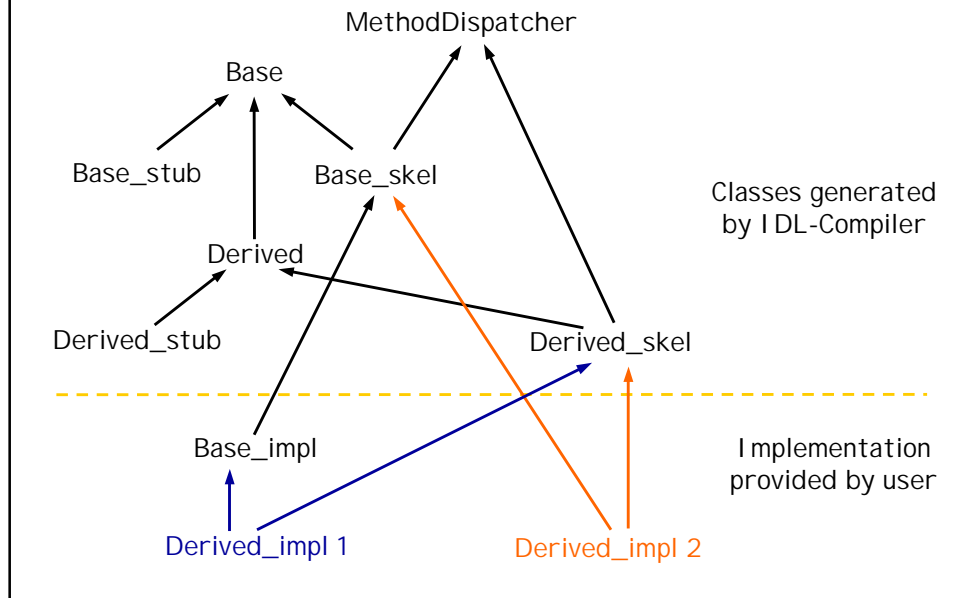 MethodDispatcher
Base
Base_stub
Base_skel
Classes generated
by IDL-Compiler
Derived
Derived_stub
Derived_skel
Base_impl
Implementation
provided by user
Derived_impl 1
Derived_impl 2